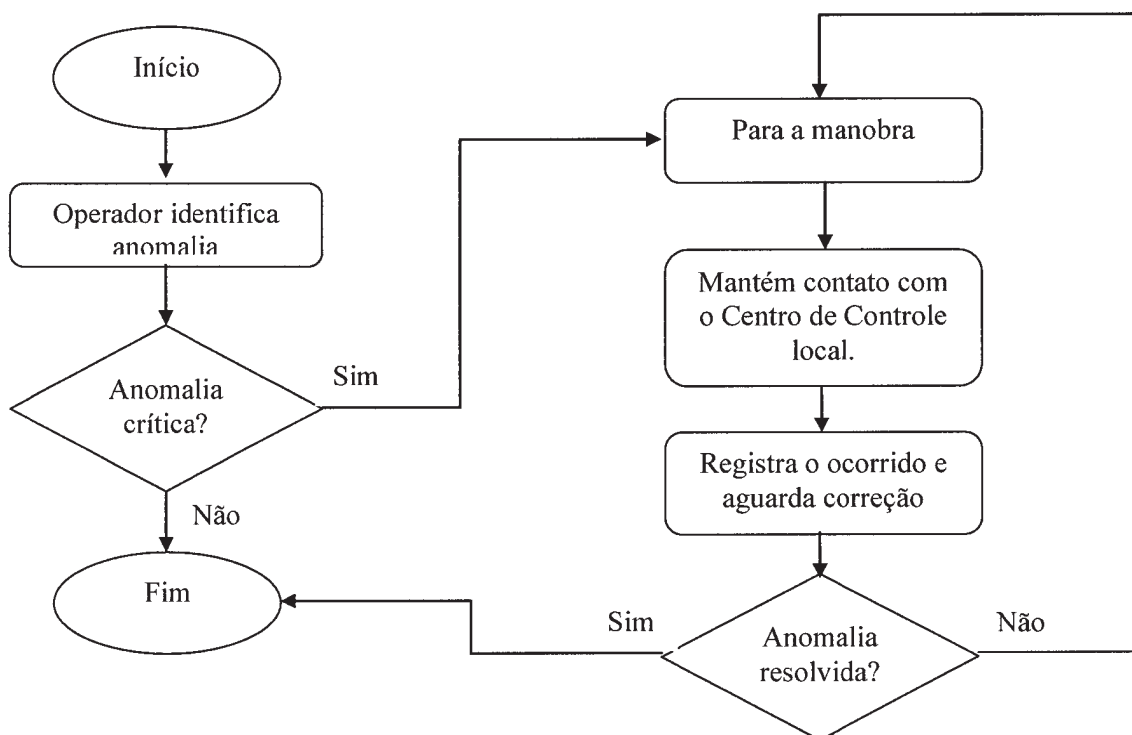 Início
Operador identifica
anomalia
Anomalia
crítica?
Sim
Não
Fim
Para a manobra
Mantém contato com
o Centro de Controle
local.
Registra o ocorrido e
aguarda correção
Anomalia
resolvida?
Sim
Não